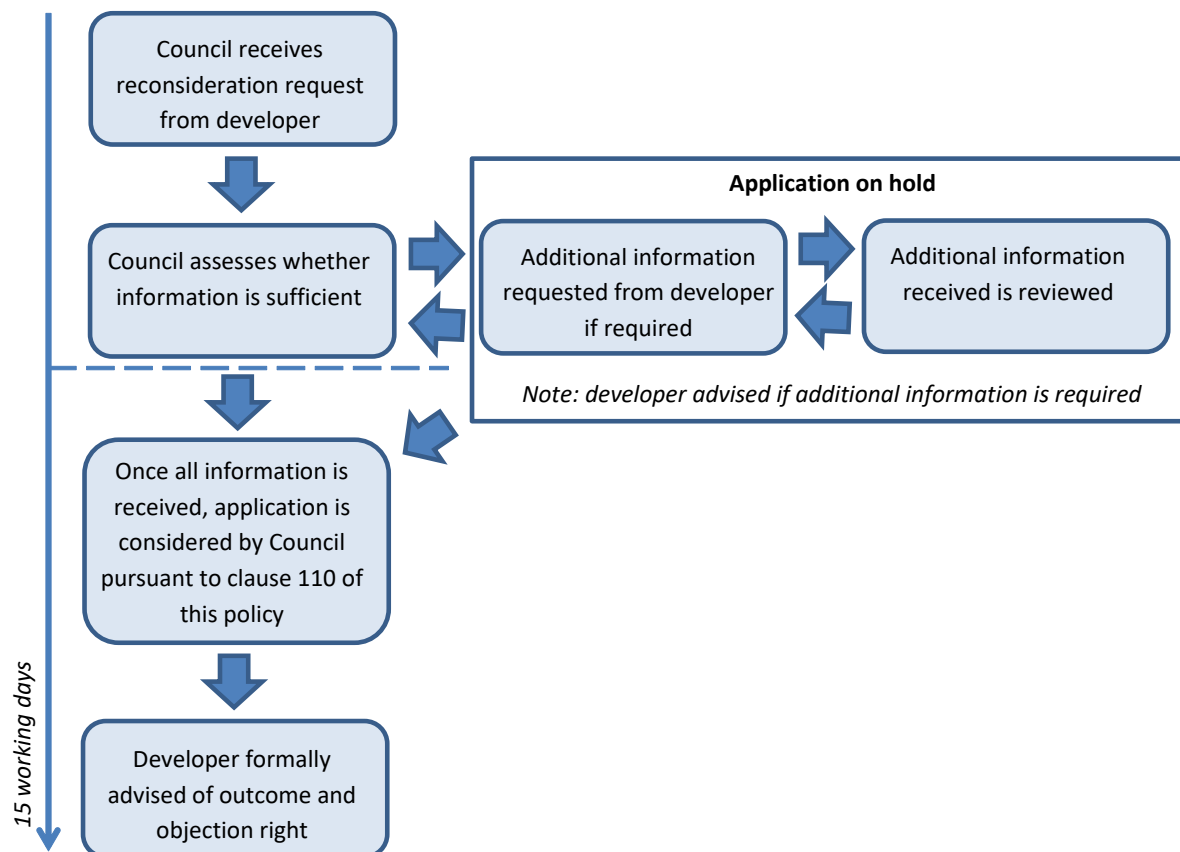 Council receives
reconsideration request
from developer
Application on hold
Council assesses whether
information is sufficient
Additional information
requested from developer
if required
Additional information
received is reviewed
Note: developer advised if additional information is required
Once all information is
received, application is
considered by Council
pursuant to clause 110 of
this policy
Developer formally
advised of outcome and
objection right
15 working days